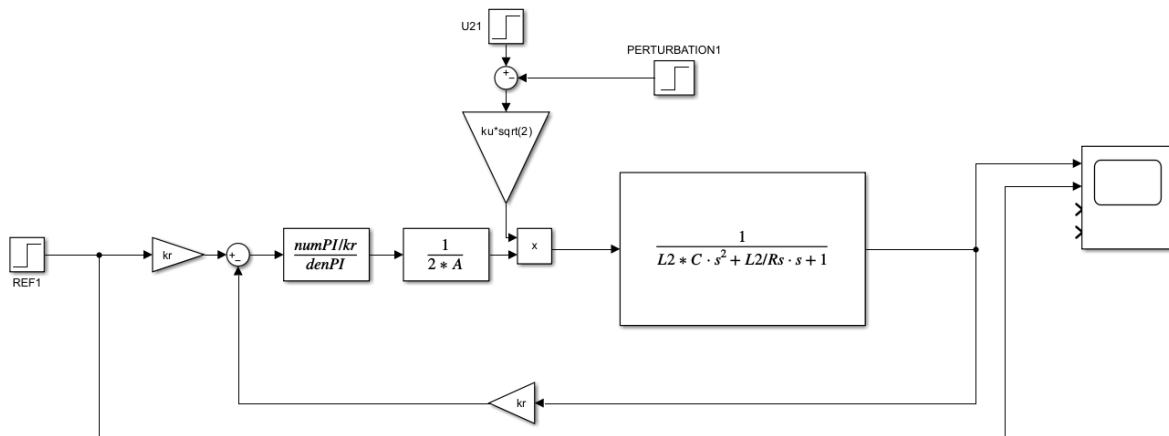 U21
+
−
PERTURBATION1
ku*sqrt(2)
REF1
kr
+
−
numPI/kr
denPI
1
2 * A
x
1
L2 * C · s² + L2/Rs · s + 1
kr